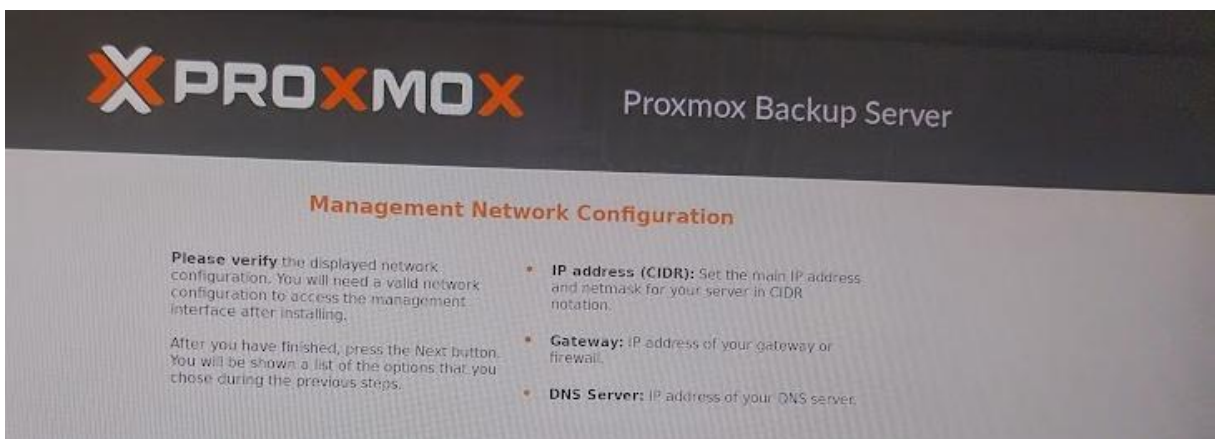 PROXMOX
Proxmox Backup Server
Management Network Configuration
Please verify the displayed network
configuration. You will need a valid network
configuration to access the management
interface after installing.
After you have finished, press the Next button.
You will be shown a list of the options that you
chose during the previous steps.
IP address (CIDR): Set the main IP address
and netmask for your server in CIDR
notation.
Gateway: IP address of your gateway or
firewall.
DNS Server: IP address of your DNS server.